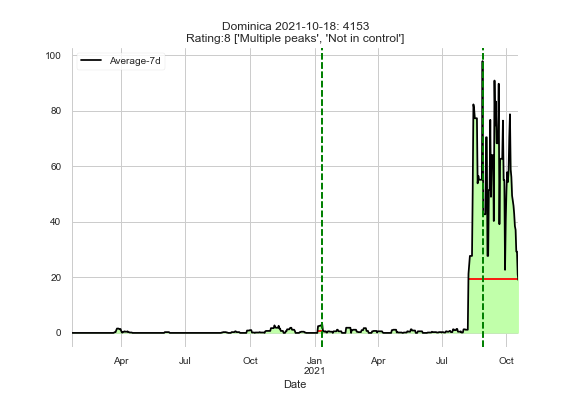 Dominica 2021-10-18: 4153
Rating:8 ['Multiple peaks', 'Not in control']
Average-7d
100
80
60
40
20
0
Apr Jul Oct Jan Apr Jul Oct
2021
Date